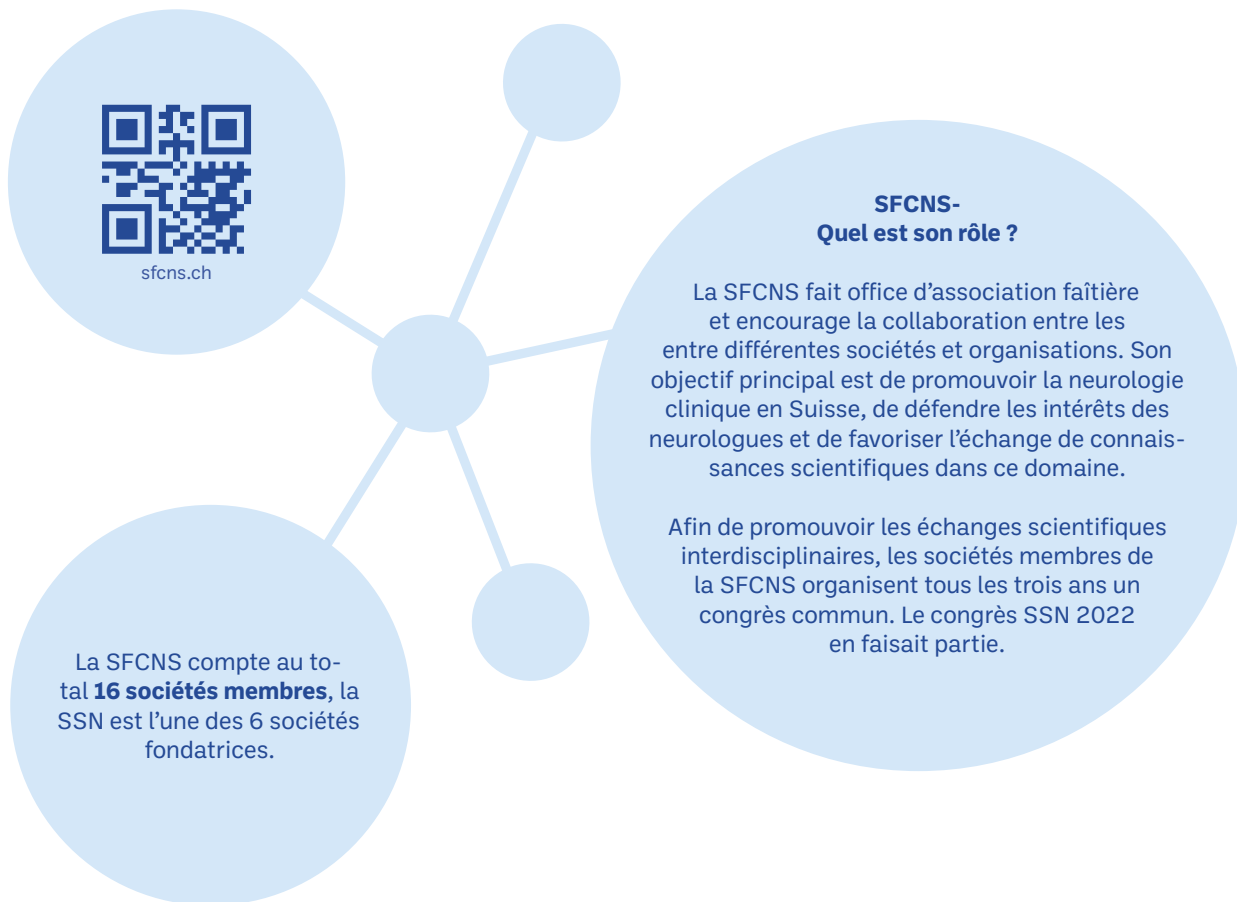 sfcns.ch
SFCNS-
Quel est son rôle ?
La SFCNS fait office d’association faîtière
et encourage la collaboration entre les
entre différentes sociétés et organisations. Son
objectif principal est de promouvoir la neurologie
clinique en Suisse, de défendre les intérêts des
neurologues et de favoriser l’échange de connais-
sances scientifiques dans ce domaine.
Afin de promouvoir les échanges scientifiques
interdisciplinaires, les sociétés membres de
la SFCNS organisent tous les trois ans un
congrès commun. Le congrès SSN 2022
en faisait partie.
La SFCNS compte au to-
tal 16 sociétés membres, la
SSN est l’une des 6 sociétés
fondatrices.